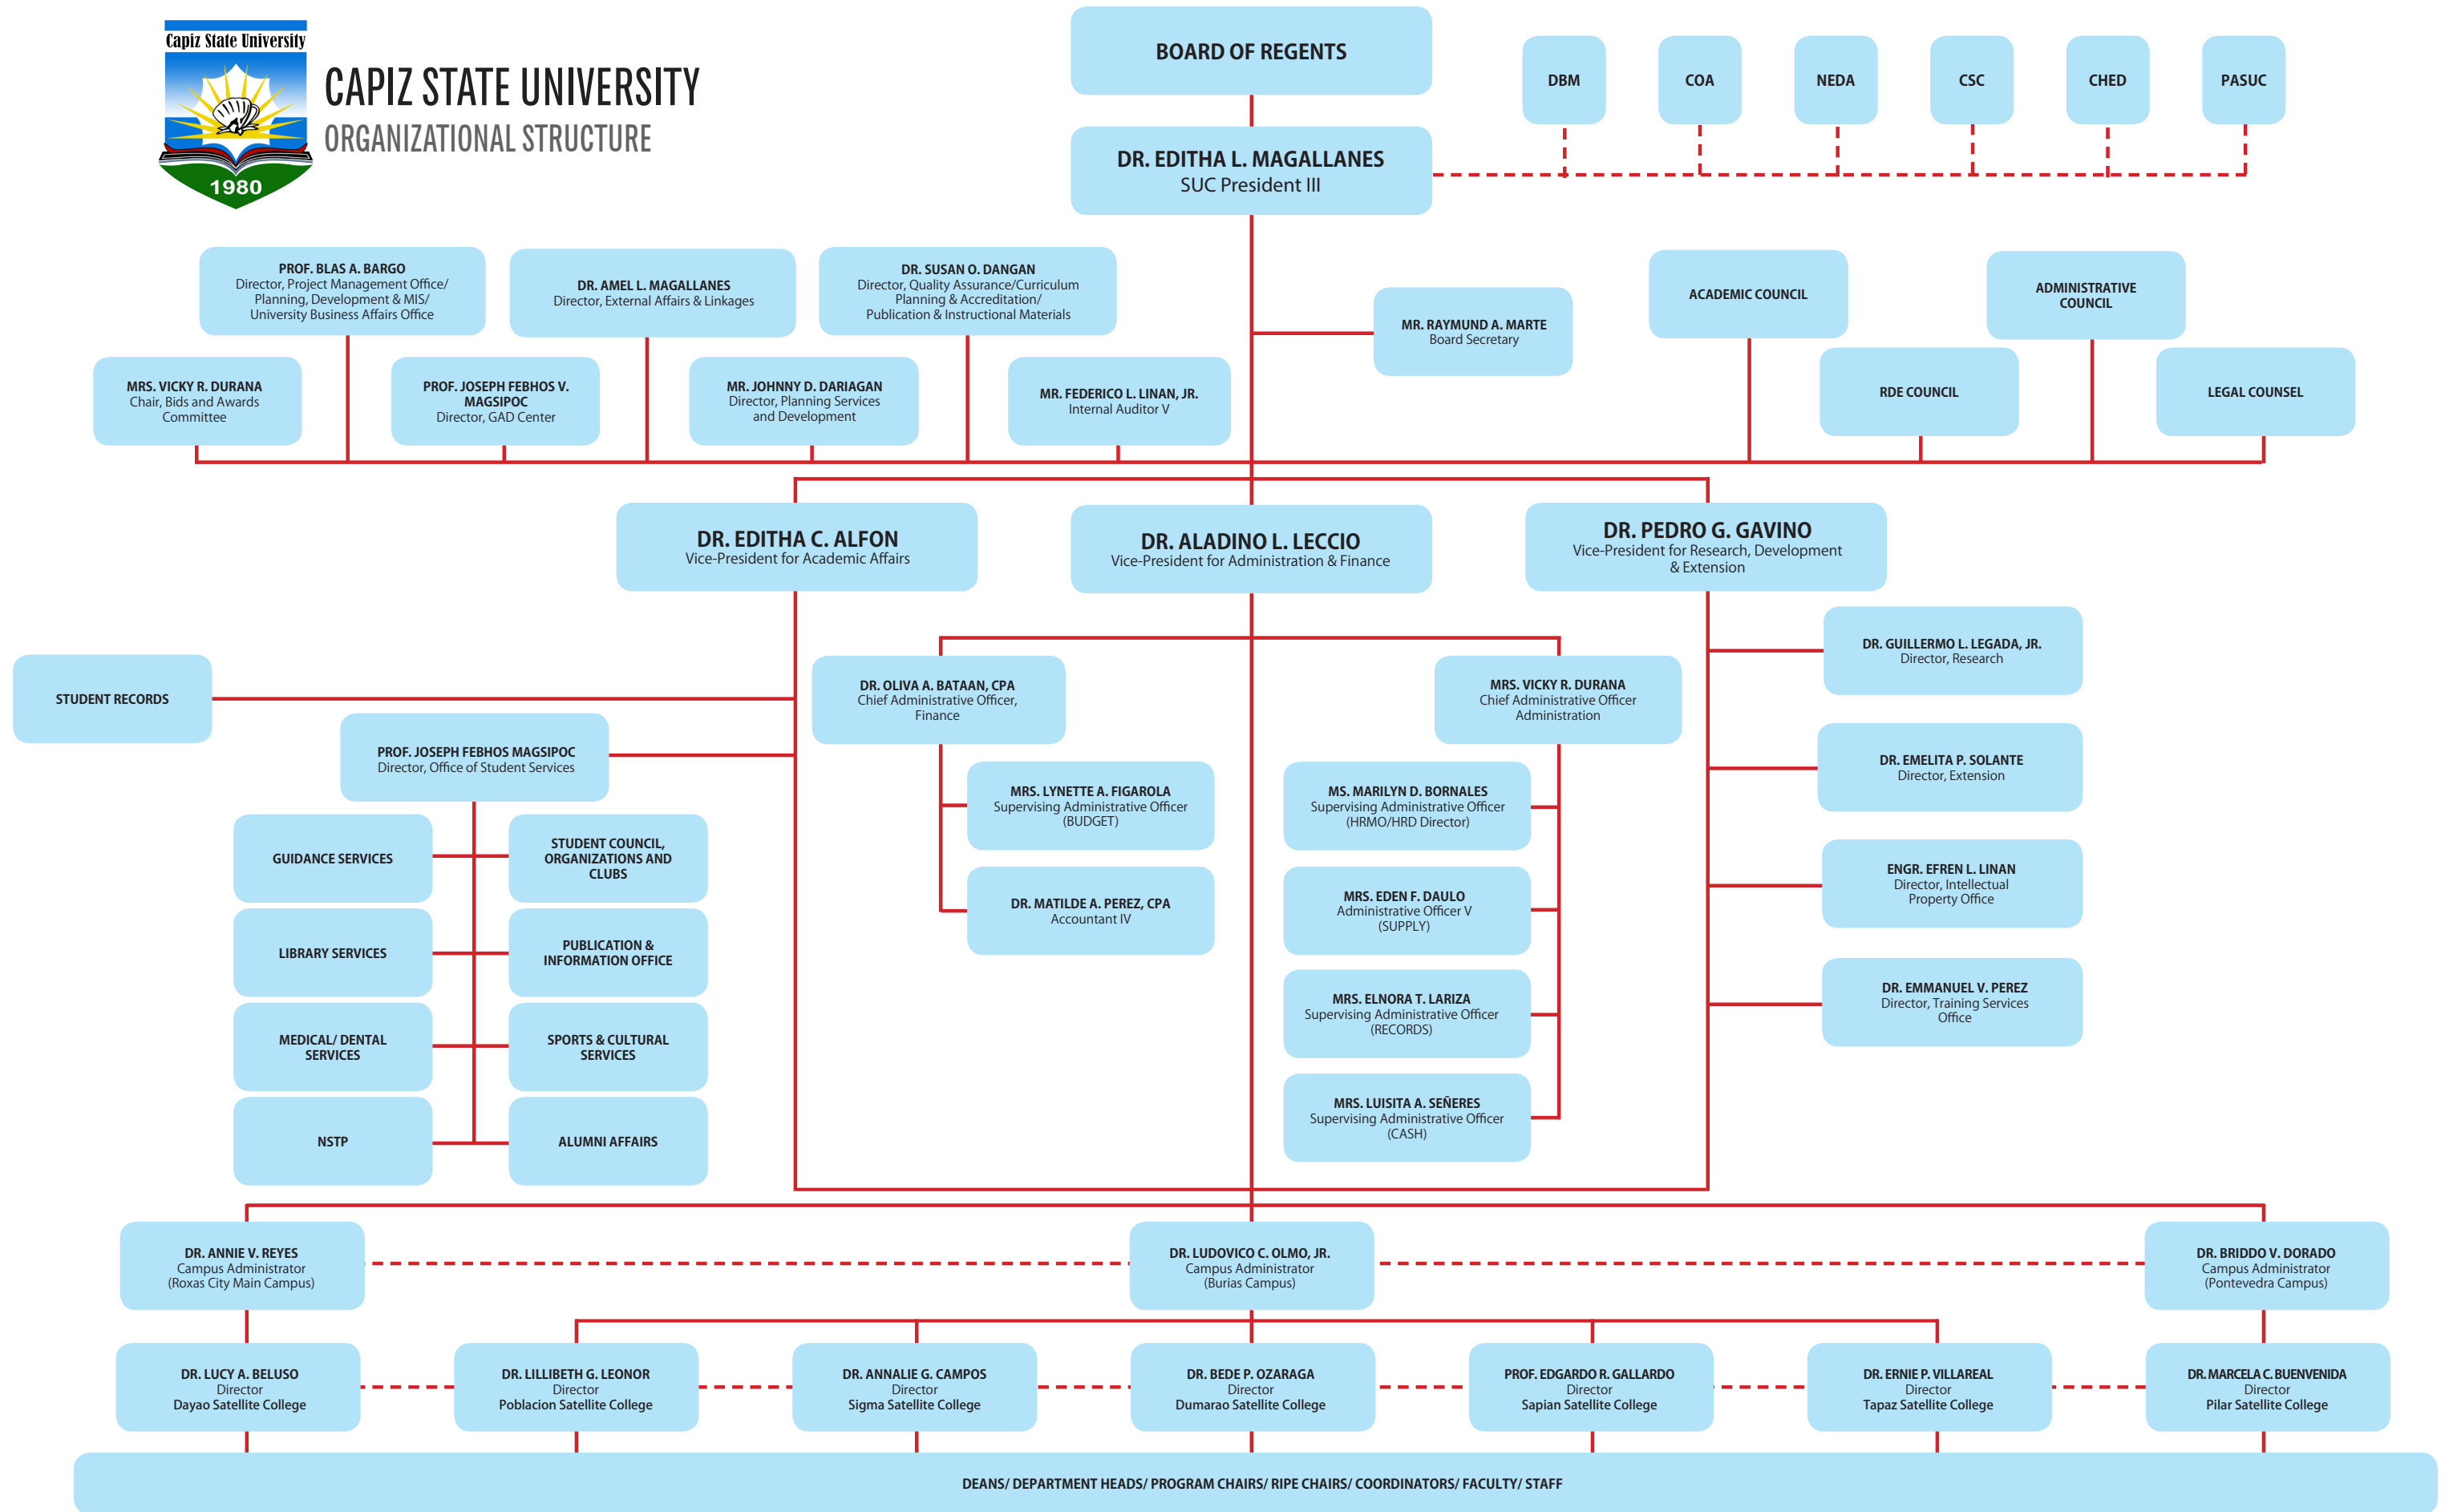 Capiz State University
1980
CAPIZ STATE UNIVERSITY
ORGANIZATIONAL STRUCTURE
BOARD OF REGENTS
DR. EDITHA L. MAGALLANES
SUC President III
DBM
COA
NEDA
CSC
CHED
PASUC
PROF. BLAS A. BARGO
Director, Project Management Office/
Planning, Development & MIS/
University Business Affairs Office
DR. AMEL L. MAGALLANES
Director, External Affairs & Linkages
DR. SUSAN O. DANGAN
Director, Quality Assurance/Curriculum
Planning & Accreditation/
Publication & Instructional Materials
MRS. VICKY R. DURANA
Chair, Bids and Awards
Committee
PROF. JOSEPH FEBHOS V.
MAGSIPOC
Director, GAD Center
MR. JOHNNY D. DARIAGAN
Director, Planning Services
and Development
MR. FEDERICO L. LINAN, JR.
Internal Auditor V
MR. RAYMUND A. MARTE
Board Secretary
ACADEMIC COUNCIL
ADMINISTRATIVE
COUNCIL
RDE COUNCIL
LEGAL COUNSEL
DR. EDITHA C. ALFON
Vice-President for Academic Affairs
DR. ALADINO L. LECCIO
Vice-President for Administration & Finance
DR. PEDRO G. GAVINO
Vice-President for Research, Development
& Extension
STUDENT RECORDS
PROF. JOSEPH FEBHOS MAGSIPOC
Director, Office of Student Services
GUIDANCE SERVICES
STUDENT COUNCIL,
ORGANIZATIONS AND
CLUBS
LIBRARY SERVICES
PUBLICATION &
INFORMATION OFFICE
MEDICAL/ DENTAL
SERVICES
SPORTS & CULTURAL
SERVICES
NSTP
ALUMNI AFFAIRS
DR. OLIVA A. BATAAN, CPA
Chief Administrative Officer,
Finance
MRS. LYNETTE A. FIGAROLA
Supervising Administrative Officer
(BUDGET)
DR. MATILDE A. PEREZ, CPA
Accountant IV
MRS. VICKY R. DURANA
Chief Administrative Officer
Administration
MS. MARILYN D. BORNALES
Supervising Administrative Officer
(HRMO/HRD Director)
MRS. EDEN F. DAULO
Administrative Officer V
(SUPPLY)
MRS. ELNORA T. LARIZA
Supervising Administrative Officer
(RECORDS)
MRS. LUISITA A. SEÑERES
Supervising Administrative Officer
(CASH)
DR. GUILLERMO L. LEGADA, JR.
Director, Research
DR. EMELITA P. SOLANTE
Director, Extension
ENGR. EFREN L. LINAN
Director, Intellectual
Property Office
DR. EMMANUEL V. PEREZ
Director, Training Services
Office
DR. ANNIE V. REYES
Campus Administrator
(Roxas City Main Campus)
DR. LUDOVICO C. OLMO, JR.
Campus Administrator
(Burias Campus)
DR. BRIDDO V. DORADO
Campus Administrator
(Pontevedra Campus)
DR. LUCY A. BELUSO
Director
Dayao Satellite College
DR. LILLIBETH G. LEONOR
Director
Poblacion Satellite College
DR. ANNALIE G. CAMPOS
Director
Sigma Satellite College
DR. BEDE P. OZARAGA
Director
Dumarao Satellite College
PROF. EDGARDO R. GALLARDO
Director
Sapian Satellite College
DR. ERNIE P. VILLAREAL
Director
Tapaz Satellite College
DR. MARCELA C. BUENVENIDA
Director
Pilar Satellite College
DEANS/ DEPARTMENT HEADS/ PROGRAM CHAIRS/ RIPE CHAIRS/ COORDINATORS/ FACULTY/ STAFF